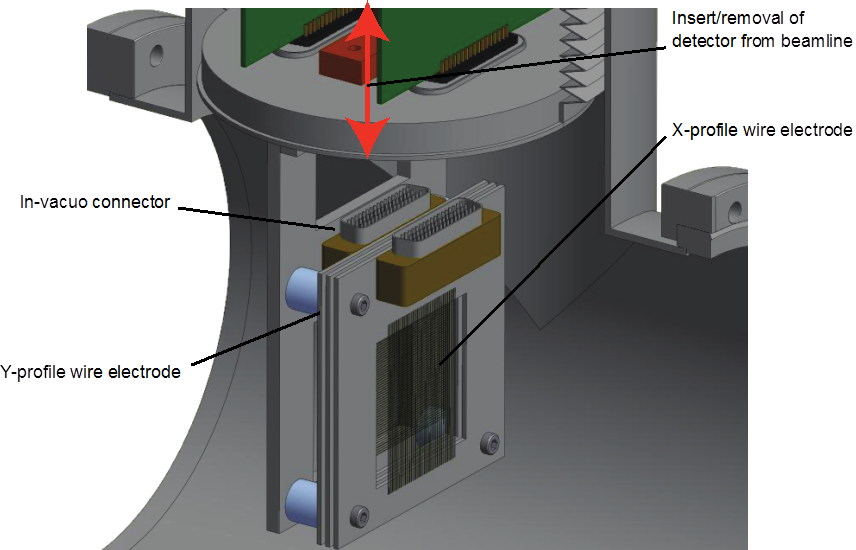 Insert/removal of
detector from beamline
X-profile wire electrode
In-vacuo connector
Y-profile wire electrode